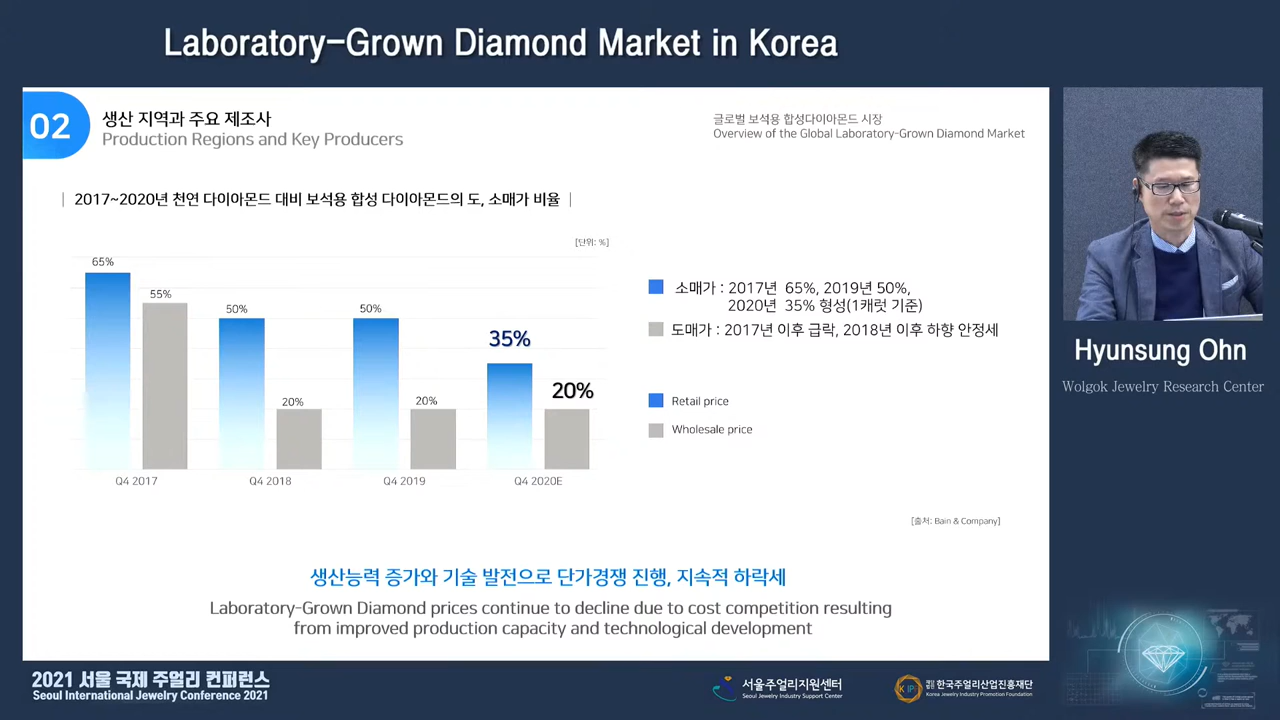 Laboratory-Grown Diamond Market in Korea
02
생산 지역과 주요 제조사
Production Regions and Key Producers
글로벌 보석용 합성다이아몬드 시장
Overview of the Global Laboratory-Grown Diamond Market
2017~2020년 천연 다이아몬드 대비 보석용 합성 다이아몬드의 도, 소매가 비율
[단위: %]
65%
55%
50%
20%
50%
20%
35%
20%
Q4 2017
Q4 2018
Q4 2019
Q4 2020E
소매가 : 2017년 65%, 2019년 50%,
2020년 35% 형성(1캐럿 기준)
도매가 : 2017년 이후 급락, 2018년 이후 하향 안정세
Retail price
Wholesale price
[출처: Bain & Company]
생산능력 증가와 기술 발전으로 단가경쟁 진행, 지속적 하락세
Laboratory-Grown Diamond prices continue to decline due to cost competition resulting
from improved production capacity and technological development
Hyunsung Ohn
Wolgok Jewelry Research Center
2021 서울 국제 주얼리 컨퍼런스
Seoul International Jewelry Conference 2021
서울주얼리지원센터
Seoul Jewelry Industry Support Center
재단법인 한국주얼리산업진흥재단
Korea Jewelry Industry Promotion Foundation